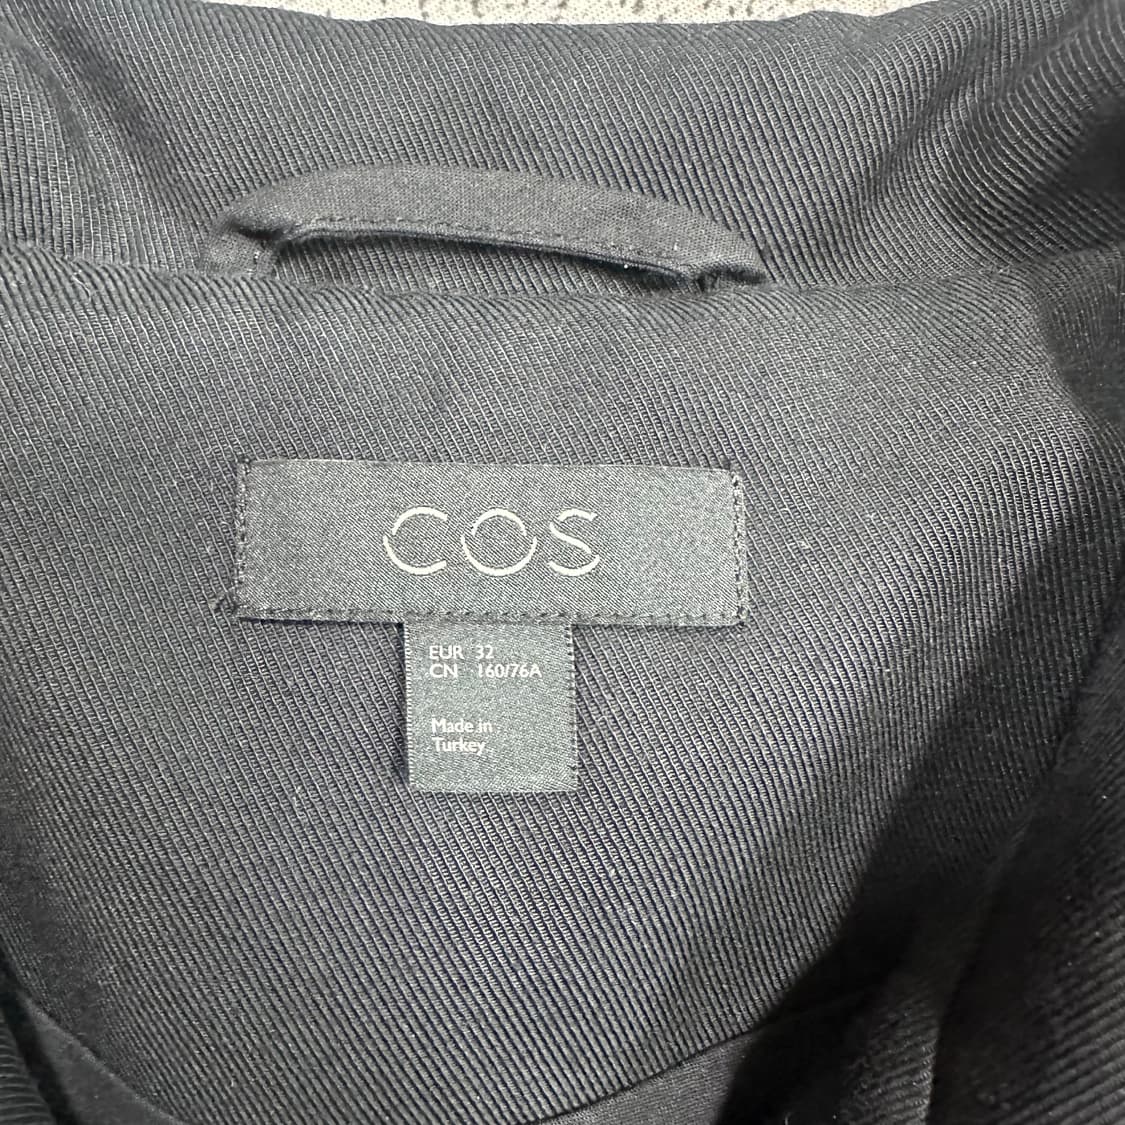 COS
EUR 32
CN 160/76A
Made in
Turkey